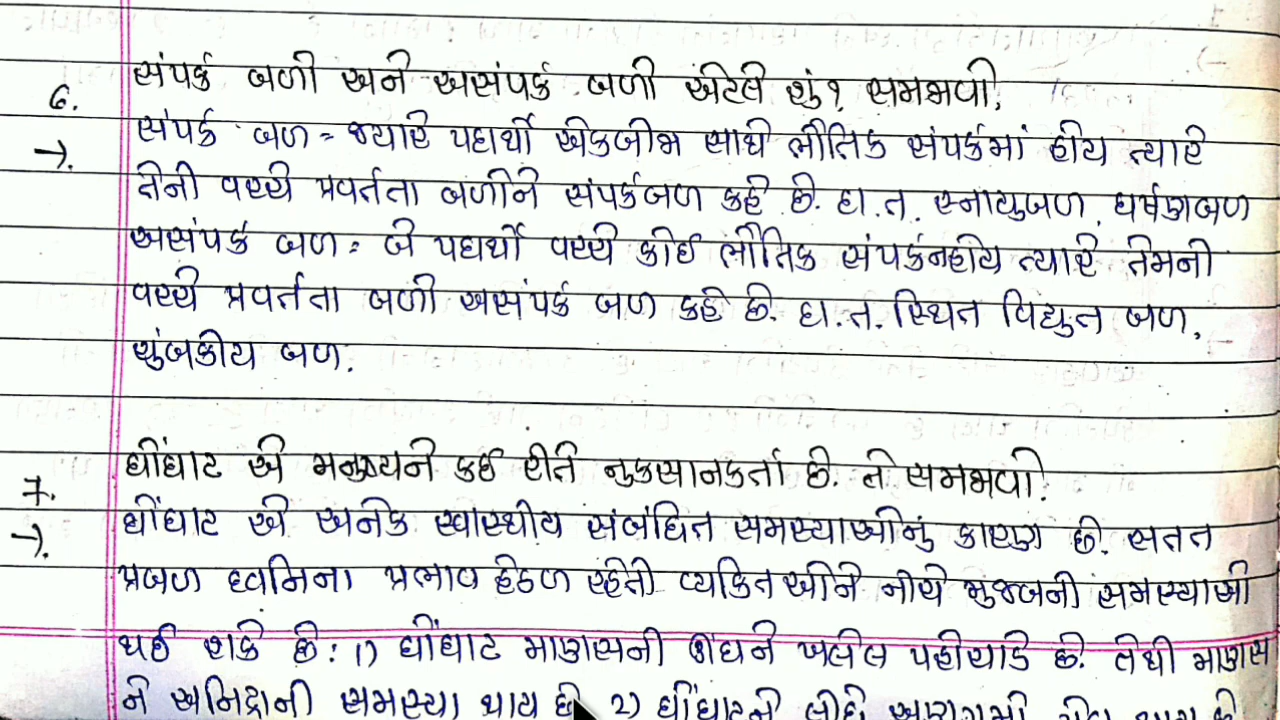 6. સંપર્ક બળો અને અસંપર્ક બળો એટલે શું? સમજાવો.
→. સંપર્ક બળ = જ્યારે પદાર્થો એકબીજા સાથે ભૌતિક સંપર્કમાં હોય ત્યારે
તેની વચ્ચે પ્રવર્તતા બળોને સંપર્કબળ કહે છે. દા.ત. સ્નાયુબળ, ઘર્ષણબળ
અસંપર્ક બળ = બે પદાર્થો વચ્ચે કોઈ ભૌતિક સંપર્કનહોય ત્યારે તેમની
વચ્ચે પ્રવર્તતા બળો અસંપર્ક બળ કહે છે. દા.ત. સ્થિત વિદ્યુત બળ,
ચુંબકીય બળ.
7. ઘોંઘાટ એ મનુષ્યને કઈ રીતે નુકસાનકર્તા છે. તે સમજાવો.
→. ઘોંઘાટ એ અનેક સ્વાસ્થીય સંબંધિત સમસ્યાઓનું કારણ છે. સતત
પ્રબળ ધ્વનિના પ્રભાવ હેઠળ રહેતી વ્યકિતઓને નીચે મુજબની સમસ્યાઓ
થઈ શકે છે: 1) ઘોંઘાટ માણસની ઊંઘને ખલેલ પહોચાડે છે. તેથી માણસ
ને અનિદ્રાની સમસ્યા થાય છે 2) ઘોંઘાટને લીધે